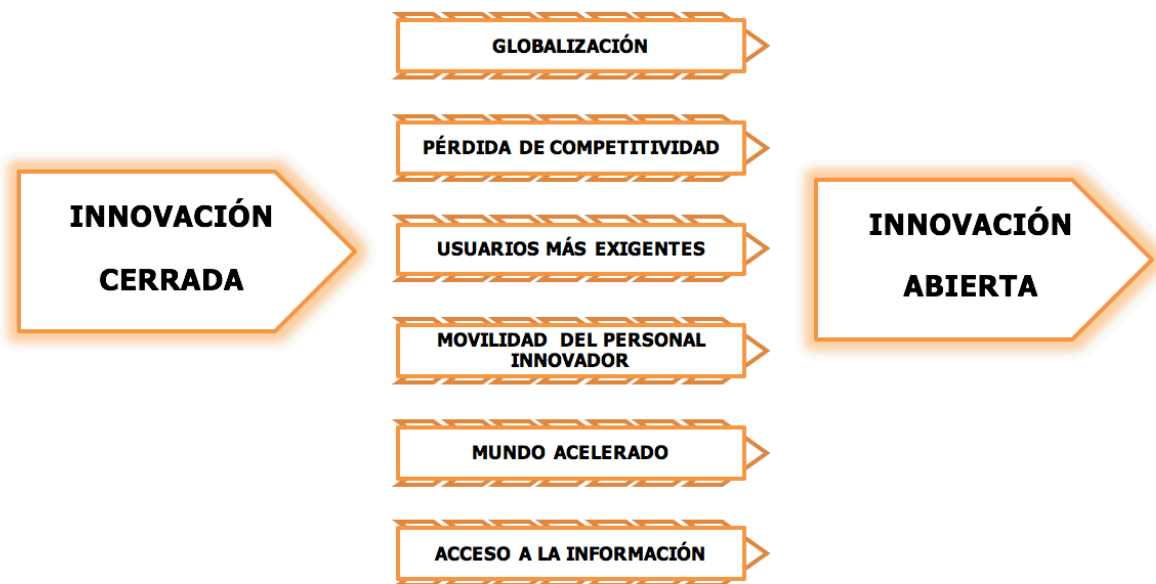 INNOVACIÓN
CERRADA
GLOBALIZACIÓN
PÉRDIDA DE COMPETITIVIDAD
USUARIOS MÁS EXIGENTES
MOVILIDAD DEL PERSONAL
INNOVADOR
MUNDO ACELERADO
ACCESO A LA INFORMACIÓN
INNOVACIÓN
ABIERTA